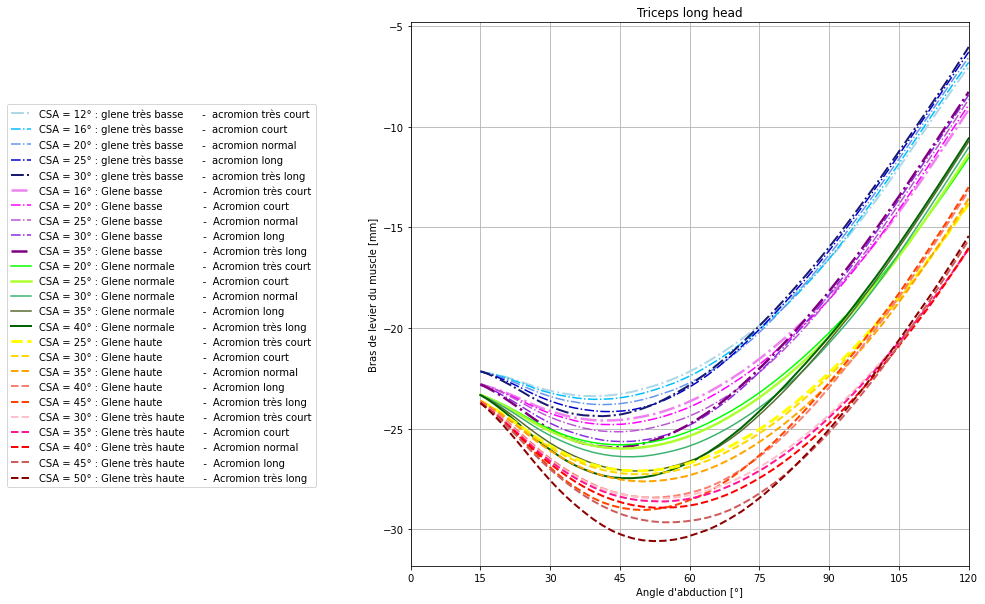 Triceps long head
CSA = 12° : glene très basse - acromion très court
CSA = 16° : glene très basse - acromion court
CSA = 20° : glene très basse - acromion normal
CSA = 25° : glene très basse - acromion long
CSA = 30° : glene très basse - acromion très long
CSA = 16° : Glene basse - Acromion très court
CSA = 20° : Glene basse - Acromion court
CSA = 25° : Glene basse - Acromion normal
CSA = 30° : Glene basse - Acromion long
CSA = 35° : Glene basse - Acromion très long
CSA = 20° : Glene normale - Acromion très court
CSA = 25° : Glene normale - Acromion court
CSA = 30° : Glene normale - Acromion normal
CSA = 35° : Glene normale - Acromion long
CSA = 40° : Glene normale - Acromion très long
CSA = 25° : Glene haute - Acromion très court
CSA = 30° : Glene haute - Acromion court
CSA = 35° : Glene haute - Acromion normal
CSA = 40° : Glene haute - Acromion long
CSA = 45° : Glene haute - Acromion très long
CSA = 30° : Glene très haute - Acromion très court
CSA = 35° : Glene très haute - Acromion court
CSA = 40° : Glene très haute - Acromion normal
CSA = 45° : Glene très haute - Acromion long
CSA = 50° : Glene très haute - Acromion très long
Bras de levier du muscle [mm]
−5
−10
−15
−20
−25
−30
0 15 30 45 60 75 90 105 120
Angle d'abduction [°]